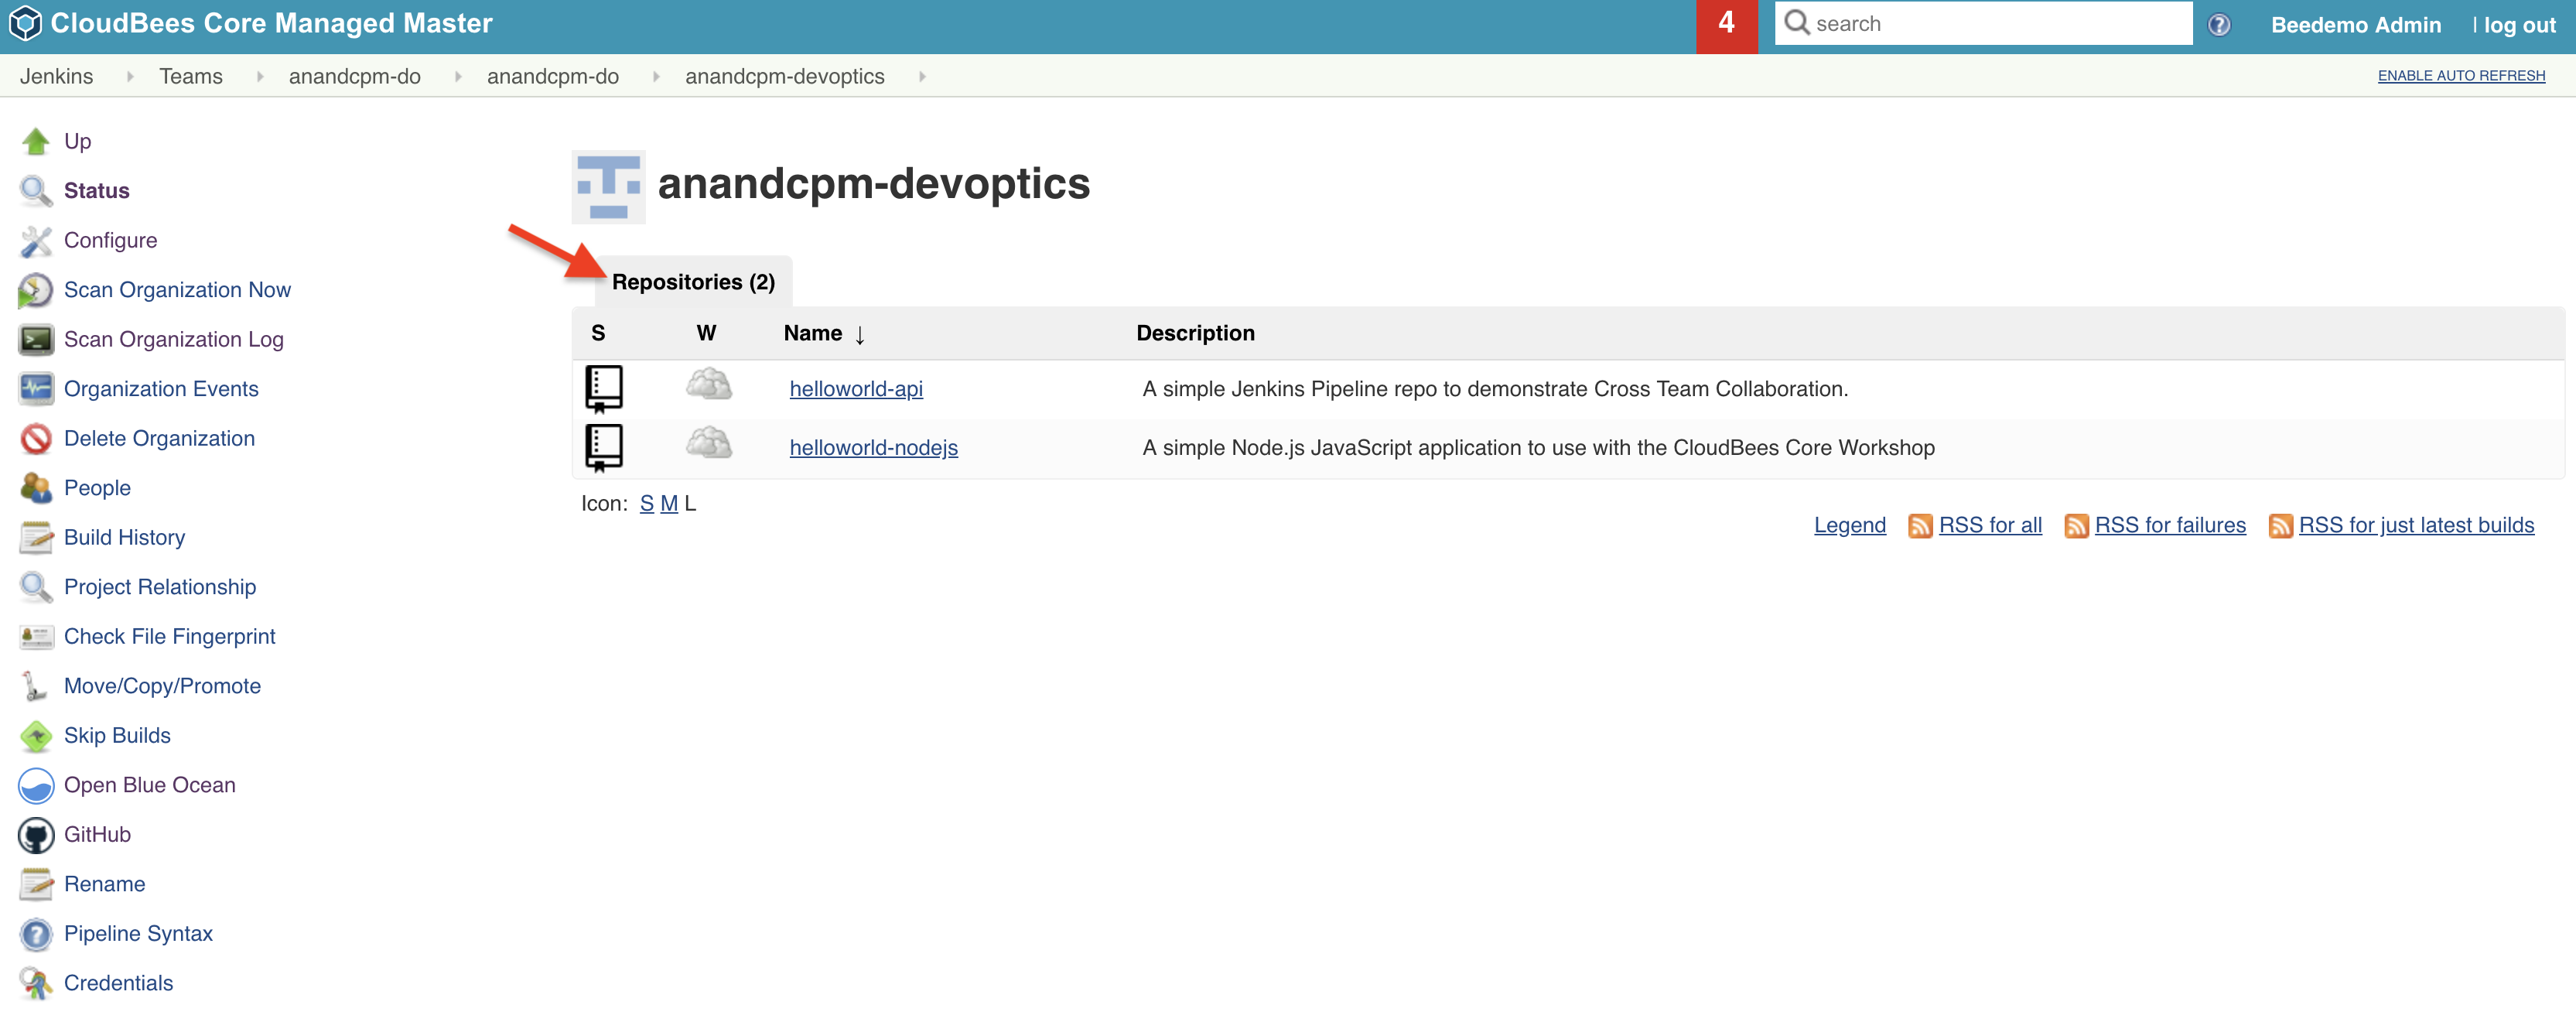 CloudBees Core Managed Master
4
search
Beedemo Admin
| log out
Jenkins
Teams
anandcpm-do
anandcpm-do
anandcpm-devoptics
ENABLE AUTO REFRESH
Up
Status
Configure
Scan Organization Now
Scan Organization Log
Organization Events
Delete Organization
People
Build History
Project Relationship
Check File Fingerprint
Move/Copy/Promote
Skip Builds
Open Blue Ocean
GitHub
Rename
Pipeline Syntax
Credentials
anandcpm-devoptics
Repositories (2)
S W Name ↓ Description
helloworld-api A simple Jenkins Pipeline repo to demonstrate Cross Team Collaboration.
helloworld-nodejs A simple Node.js JavaScript application to use with the CloudBees Core Workshop
Icon: S M L
Legend RSS for all RSS for failures RSS for just latest builds